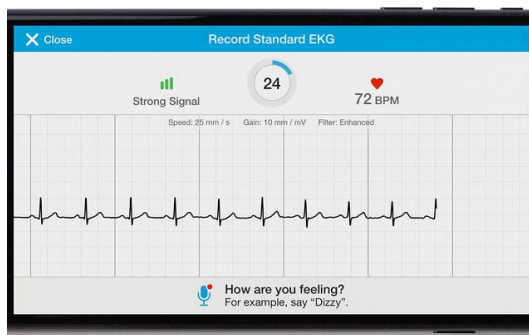 Close
Record Standard EKG
24
Strong Signal
72 BPM
Speed: 25 mm / s Gain: 10 mm / mV Filter: Enhanced
How are you feeling?
For example, say "Dizzy".